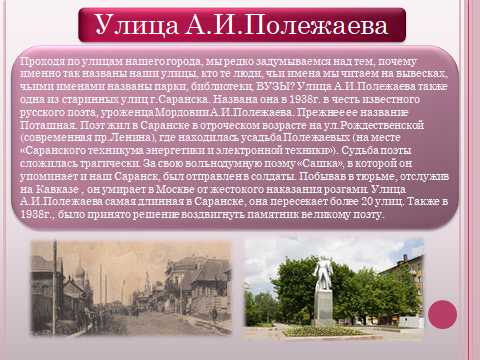 Улица А.И.Полежаева
Проходя по улицам нашего города, мы редко задумываемся над тем, почему
именно так названы наши улицы, кто те люди, чьи имена мы читаем на вывесках,
чьими именами названы парки, библиотеки, ВУЗЫ? Улица А.И.Полежаева также
одна из старинных улиц г.Саранска. Названа она в 1938г. в честь известного
русского поэта, уроженца Мордовии А.И.Полежаева. Прежнее ее название
Поташная. Поэт жил в Саранске в отроческом возрасте на ул.Рождественской
(современная пр.Ленина), где находилась усадьба Полежаевых (на месте
«Саранского техникума энергетики и электронной техники»). Судьба поэты
сложилась трагически. За свою вольнодумную поэму «Сашка», в которой он
упоминает и наш Саранск, был отправлен в солдаты. Побывав в тюрьме, отслужив
на Кавказе , он умирает в Москве от жестокого наказания розгами. Улица
А.И.Полежаева самая длинная в Саранске, она пересекает более 20 улиц. Также в
1938г., было принято решение воздвигнуть памятник великому поэту.